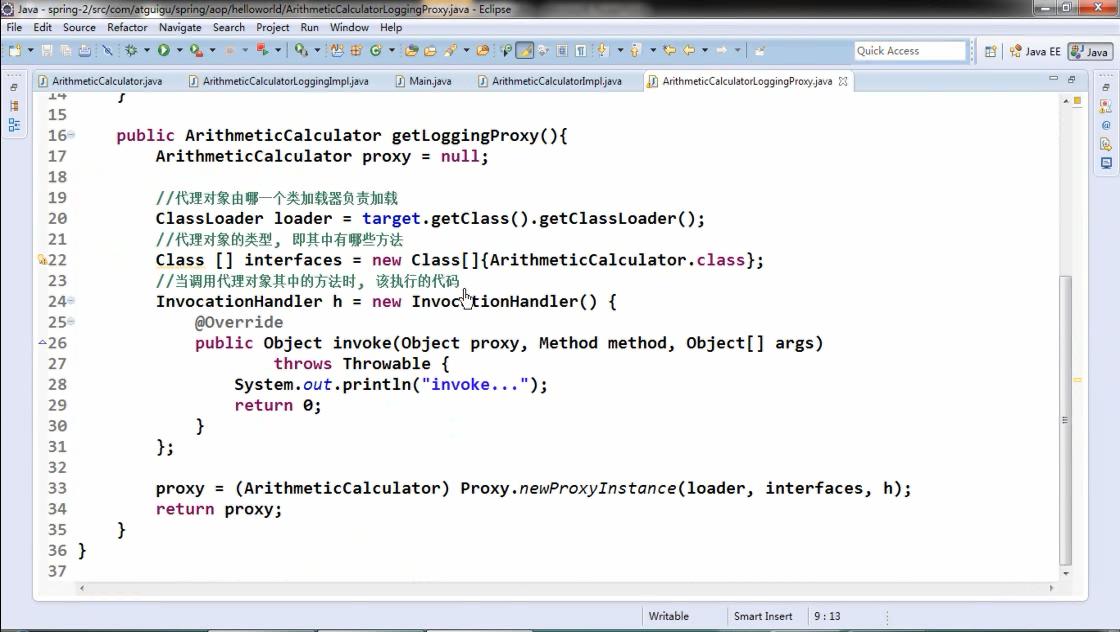 Java - spring-2/src/com/atguigu/spring/aop/helloworld/ArithmeticCalculatorLoggingProxy.java - Eclipse
File Edit Source Refactor Navigate Search Project Run Window Help
Quick Access
Java EE
Java
ArithmeticCalculator.java
ArithmeticCalculatorLoggingImpl.java
Main.java
ArithmeticCalculatorImpl.java
ArithmeticCalculatorLoggingProxy.java
14 }
15
16 public ArithmeticCalculator getLoggingProxy(){
17 ArithmeticCalculator proxy = null;
18
19 //代理对象由哪一个类加载器负责加载
20 ClassLoader loader = target.getClass().getClassLoader();
21 //代理对象的类型, 即其中有哪些方法
22 Class [] interfaces = new Class[]{ArithmeticCalculator.class};
23 //当调用代理对象其中的方法时, 该执行的代码
24 InvocationHandler h = new InvocationHandler() {
25 @Override
26 public Object invoke(Object proxy, Method method, Object[] args)
27 throws Throwable {
28 System.out.println("invoke...");
29 return 0;
30 }
31 };
32
33 proxy = (ArithmeticCalculator) Proxy.newProxyInstance(loader, interfaces, h);
34 return proxy;
35 }
36 }
37
Writable
Smart Insert
9 : 13